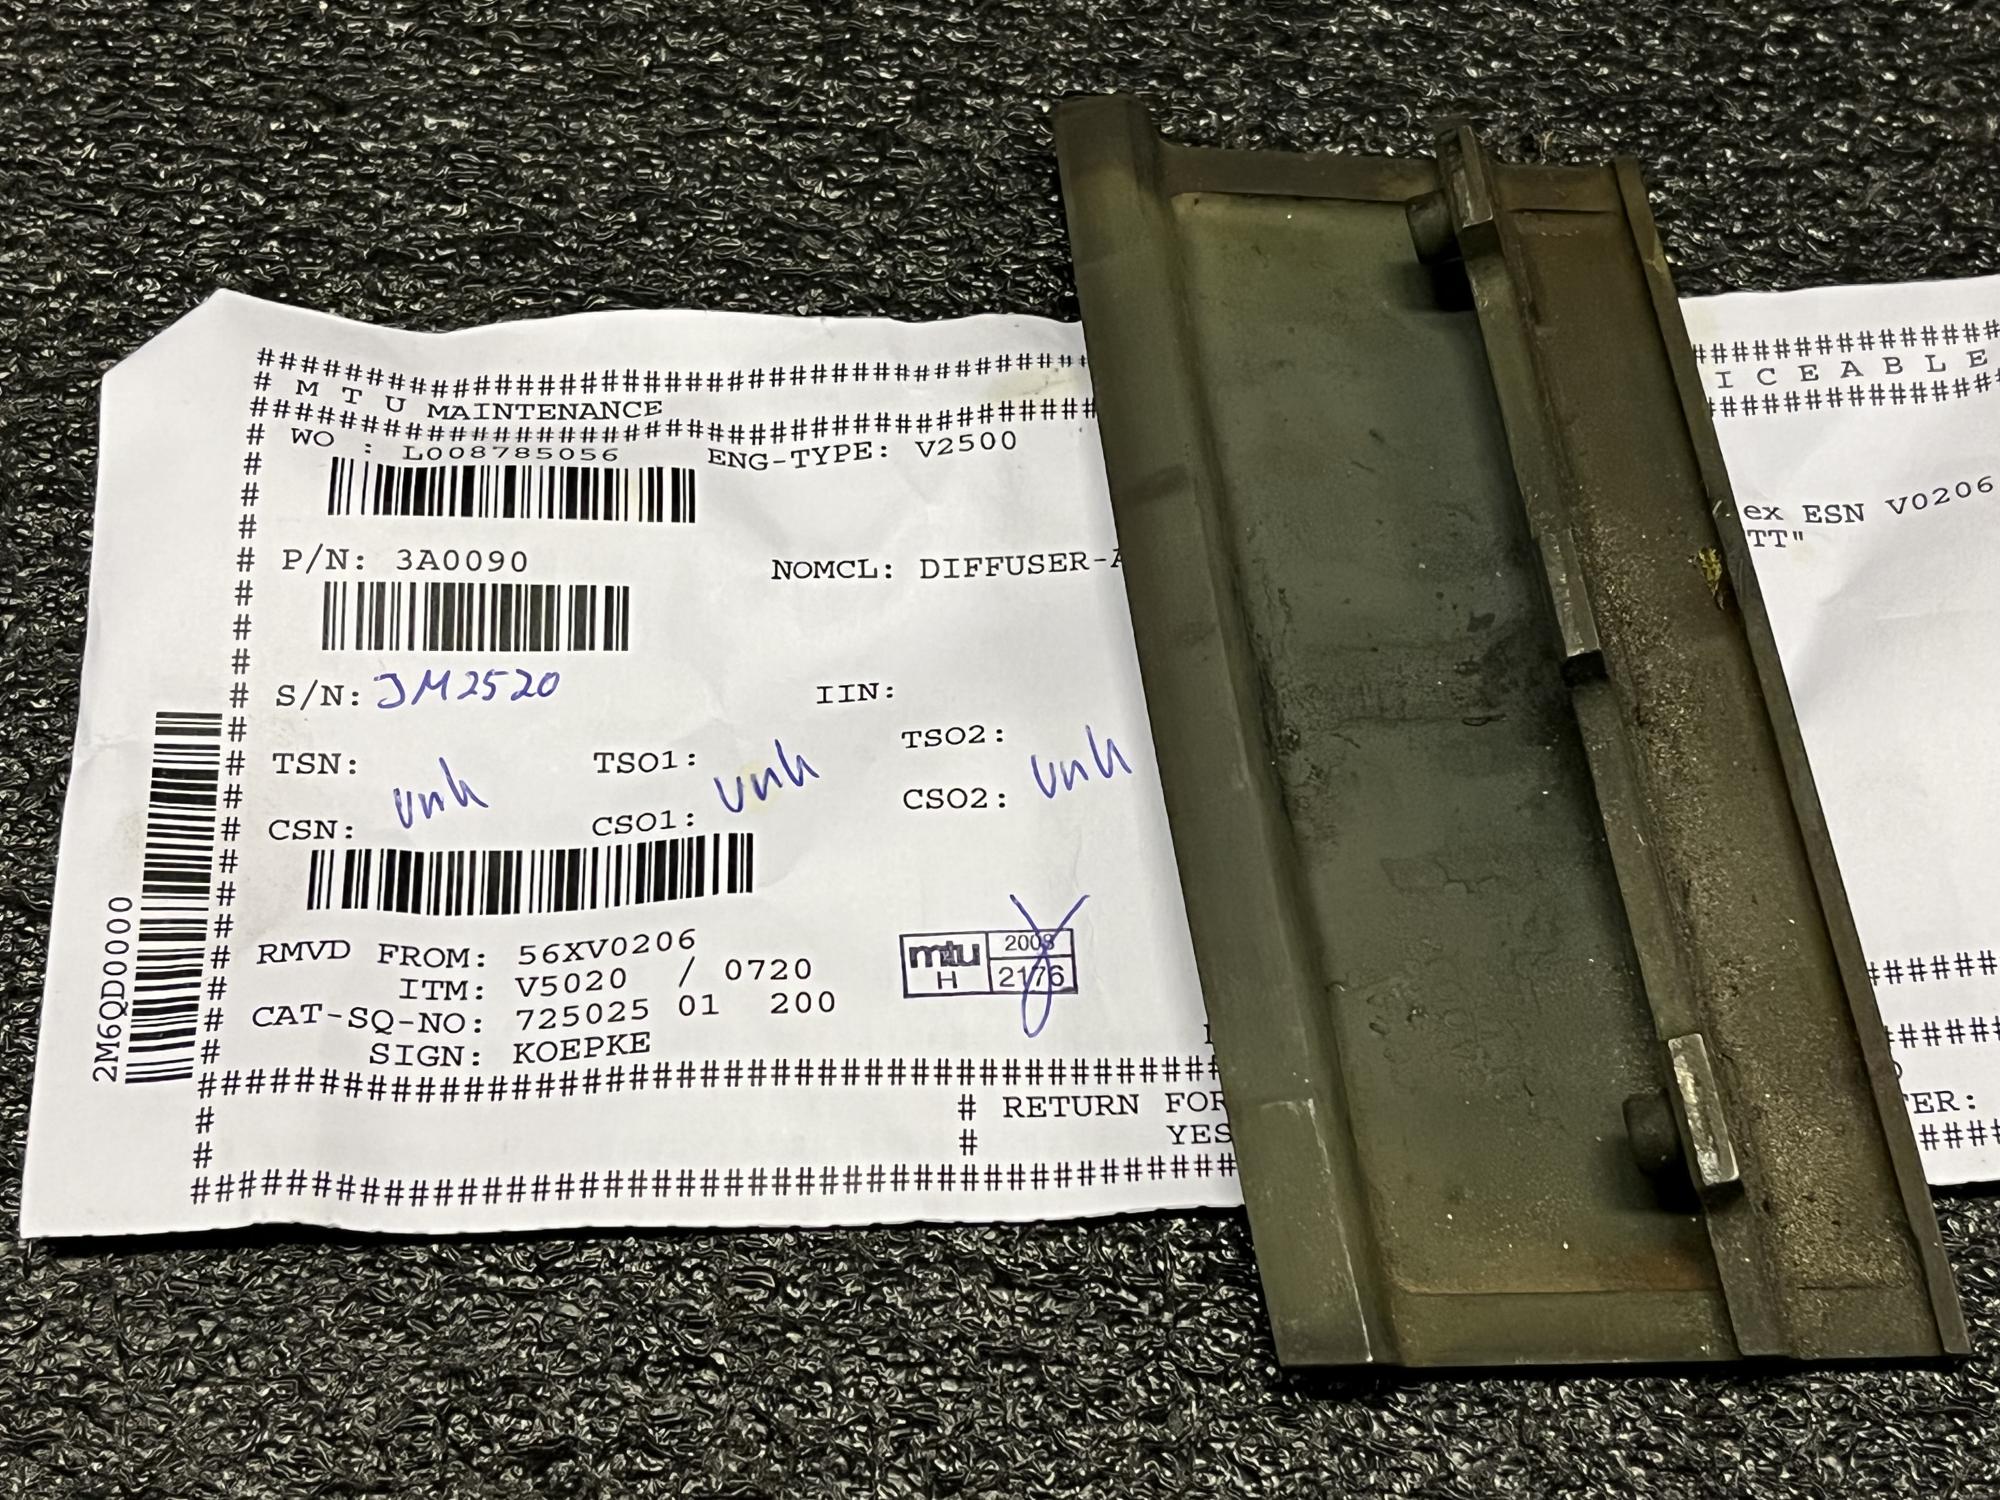 ############################################
# M T U MAINTENANCE
############################################
# WO : L008785056 ENG-TYPE: V2500
#
#
#
# P/N: 3A0090 NOMCL: DIFFUSER-
#
#
#
# S/N: JM2520 IIN:
#
# TSN: unk TSO1: unk TSO2: unk
#
# CSN: CSO1: CSO2:
#
#
#
# RMVD FROM: 56XV0206
# ITM: V5020 / 0720
# CAT-SQ-NO: 725025 01 200
# SIGN: KOEPKE
############################################
# # RETURN FOR
# # YES
############################################
2M6QD0000
mtu
H
2176
###############
I C E A B L E
###############
ex ESN V0206
TT"
######
######
TER:
####